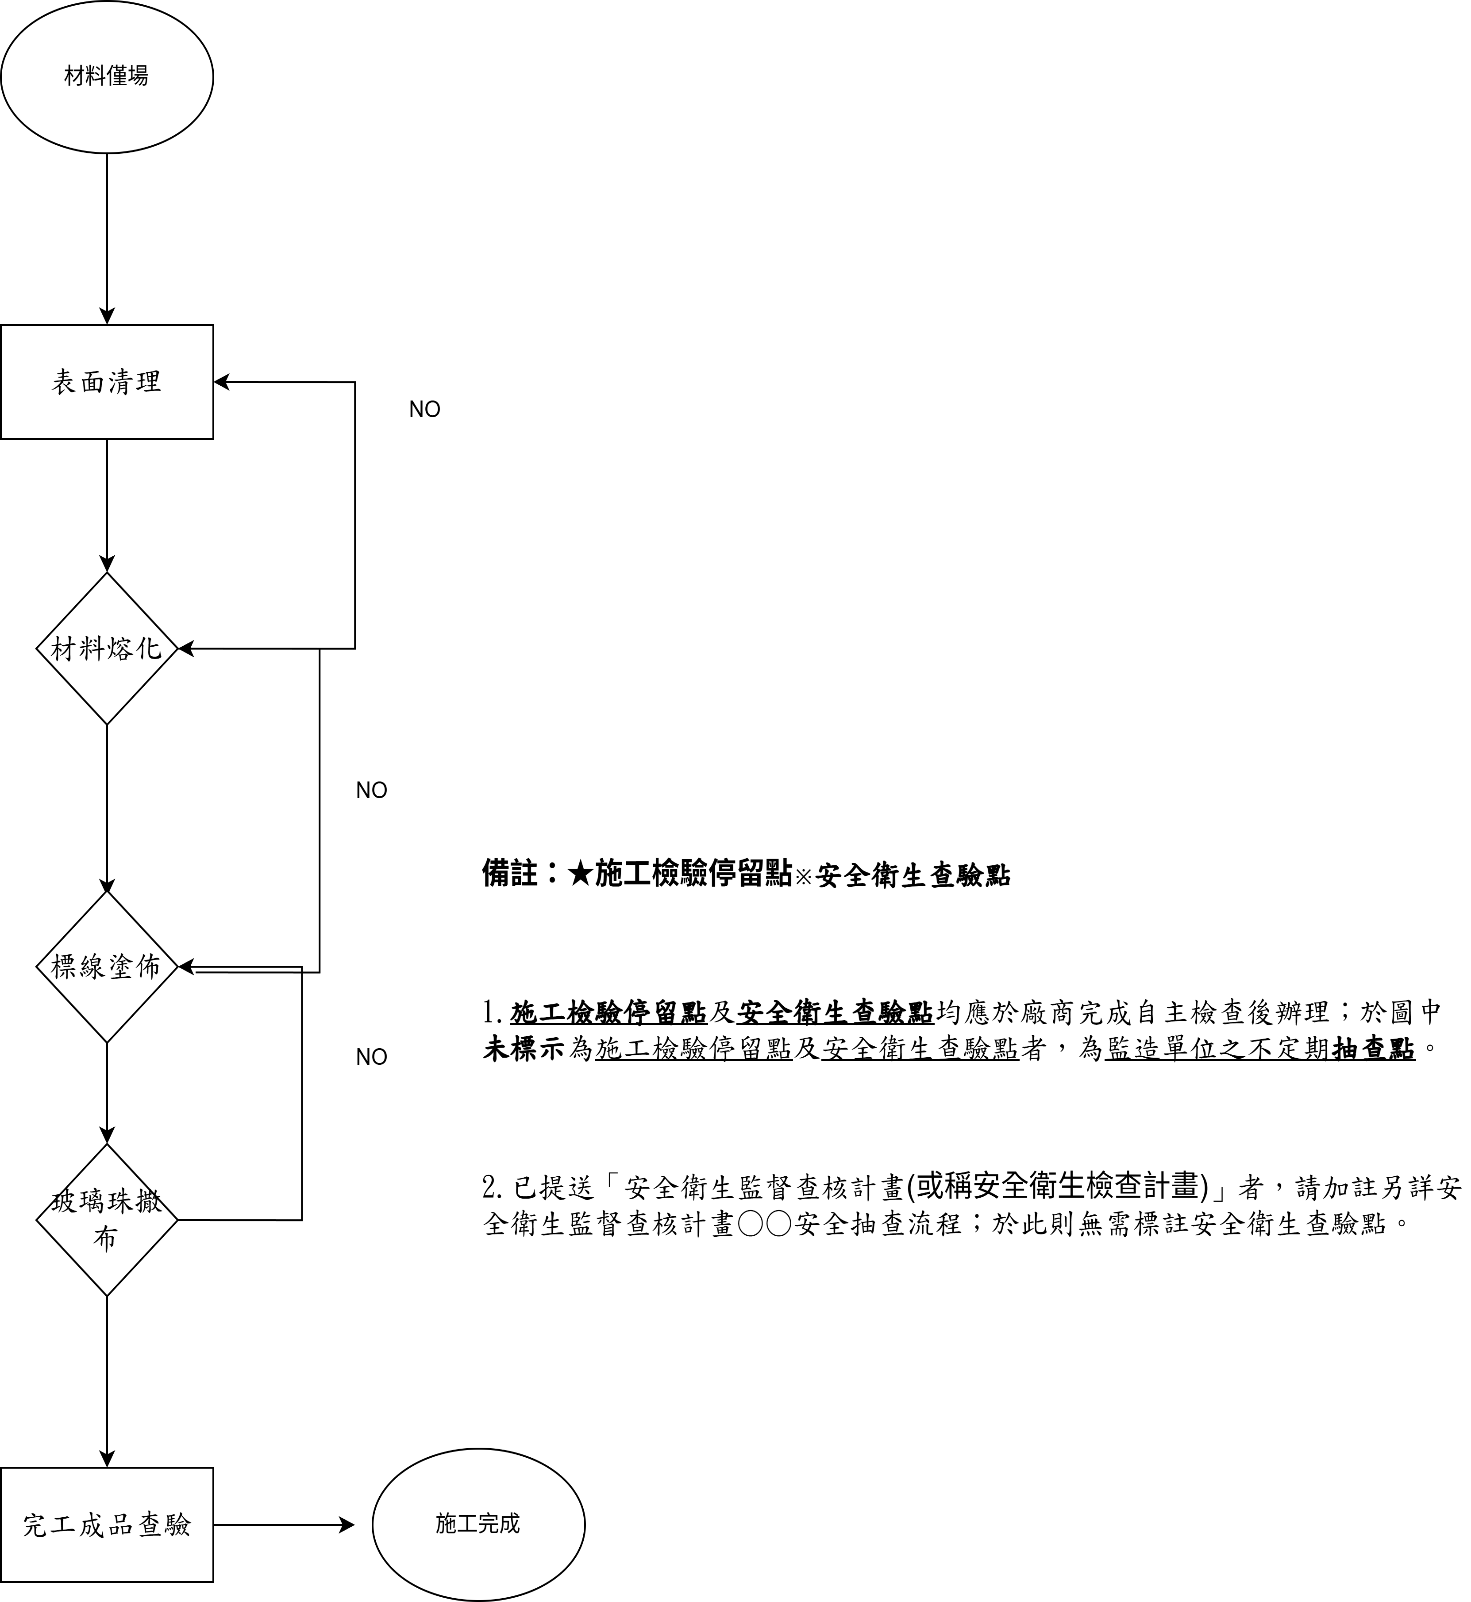 材料僅場
表面清理
NO
材料熔化
NO
備註：★施工檢驗停留點※安全衛生查驗點
標線塗佈
1. 施工檢驗停留點及安全衛生查驗點均應於廠商完成自主檢查後辦理；於圖中
未標示為施工檢驗停留點及安全衛生查驗點者，為監造單位之不定期抽查點。
NO
玻璃珠撒
布
2. 已提送「安全衛生監督查核計畫(或稱安全衛生檢查計畫)」者，請加註另詳安
全衛生監督查核計畫○○安全抽查流程；於此則無需標註安全衛生查驗點。
完工成品查驗
施工完成